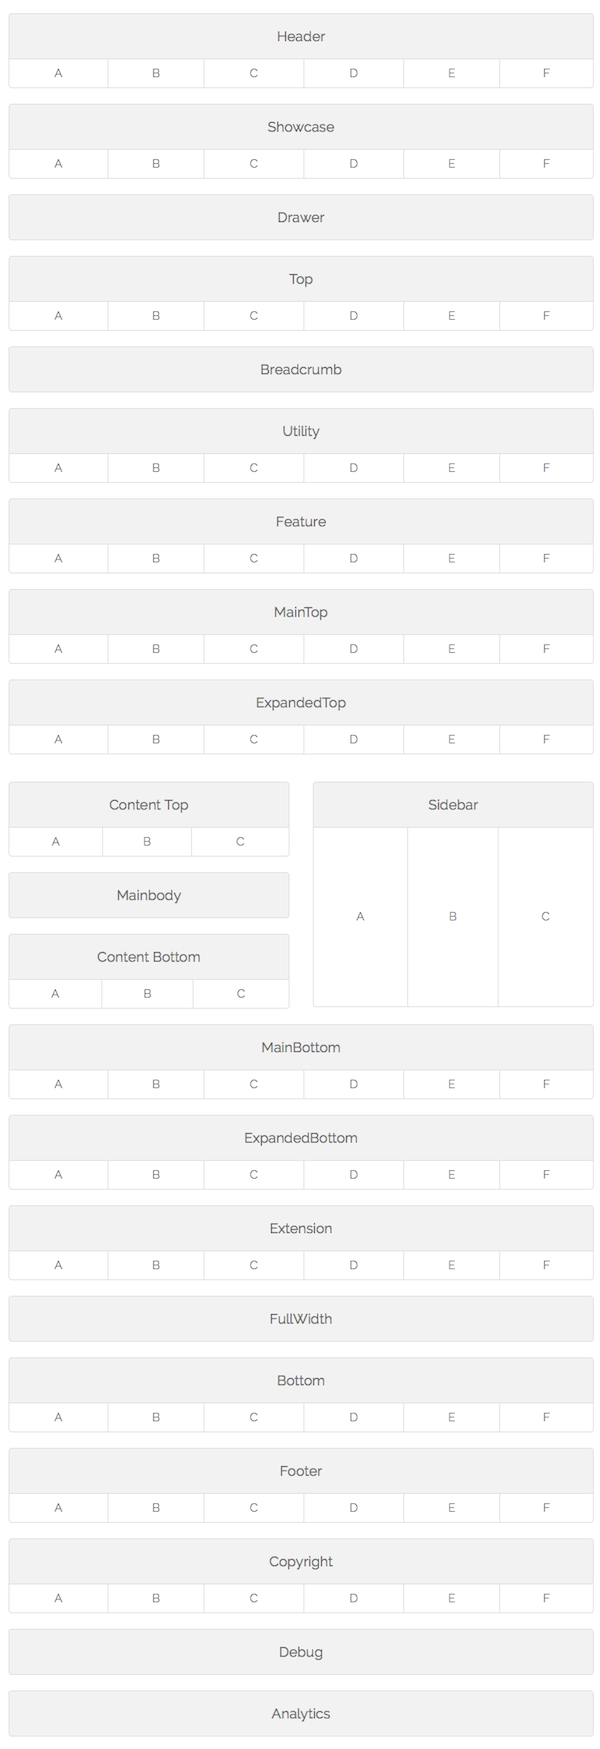 Header
A B C D E F
Showcase
A B C D E F
Drawer
Top
A B C D E F
Breadcrumb
Utility
A B C D E F
Feature
A B C D E F
MainTop
A B C D E F
ExpandedTop
A B C D E F
Content Top
A B C
Mainbody
Content Bottom
A B C
Sidebar
A B C
MainBottom
A B C D E F
ExpandedBottom
A B C D E F
Extension
A B C D E F
FullWidth
Bottom
A B C D E F
Footer
A B C D E F
Copyright
A B C D E F
Debug
Analytics